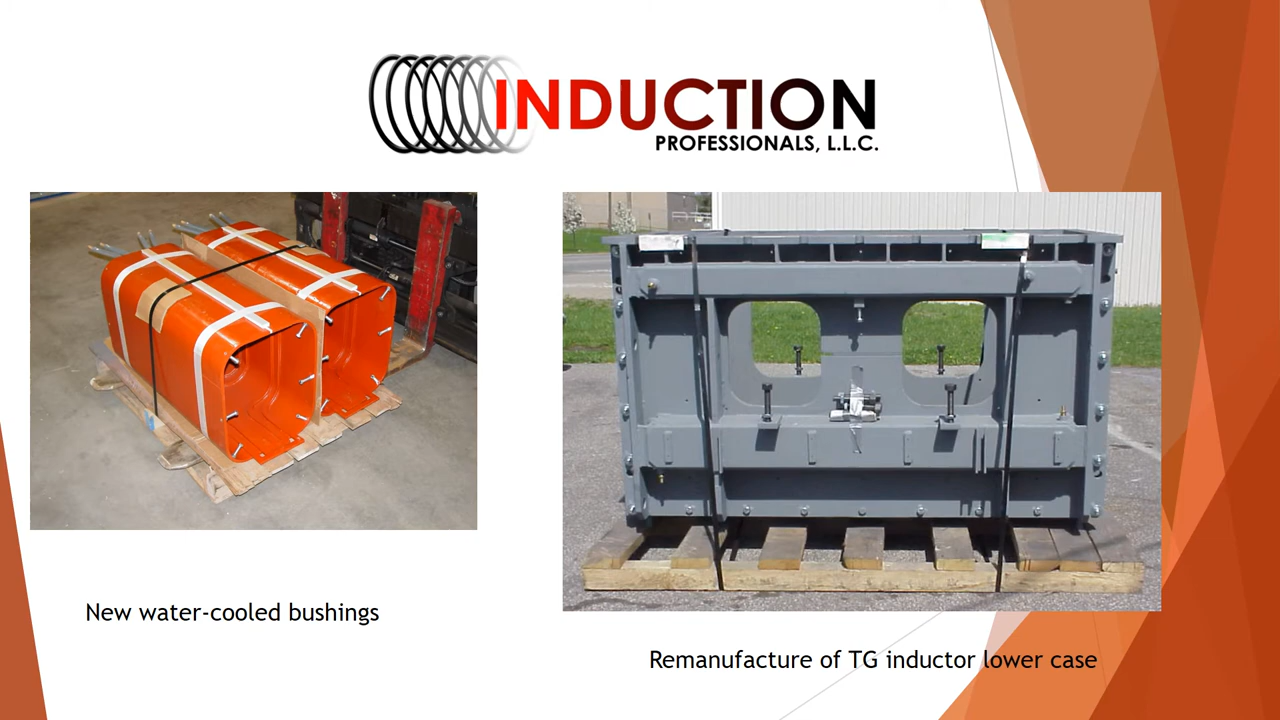 INDUCTION
PROFESSIONALS, L.L.C.
New water-cooled bushings
Remanufacture of TG inductor lower case